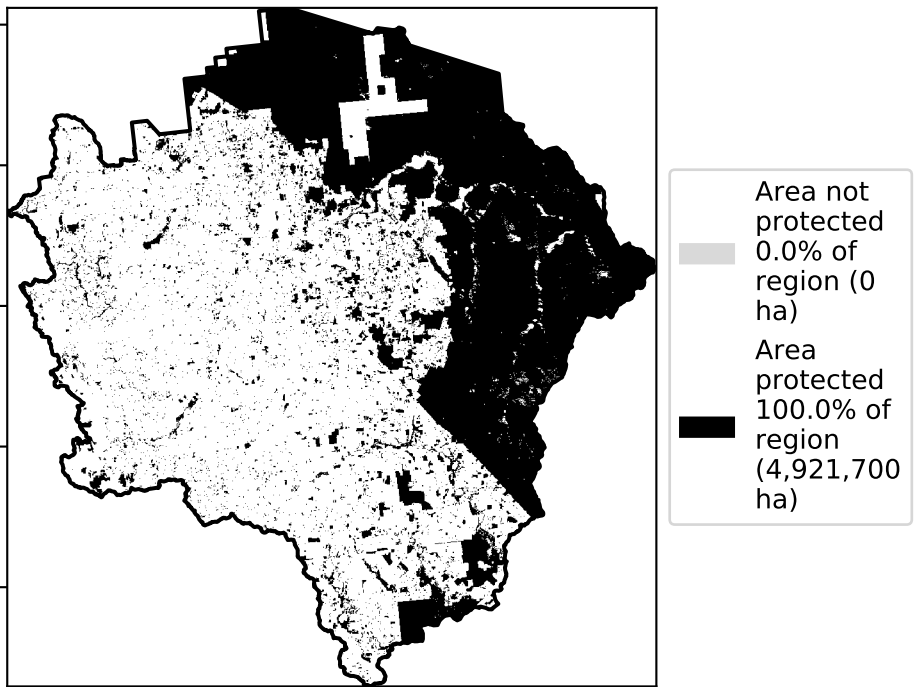 Area not
protected
0.0% of
region (0
ha)
Area
protected
100.0% of
region
(4,921,700
ha)